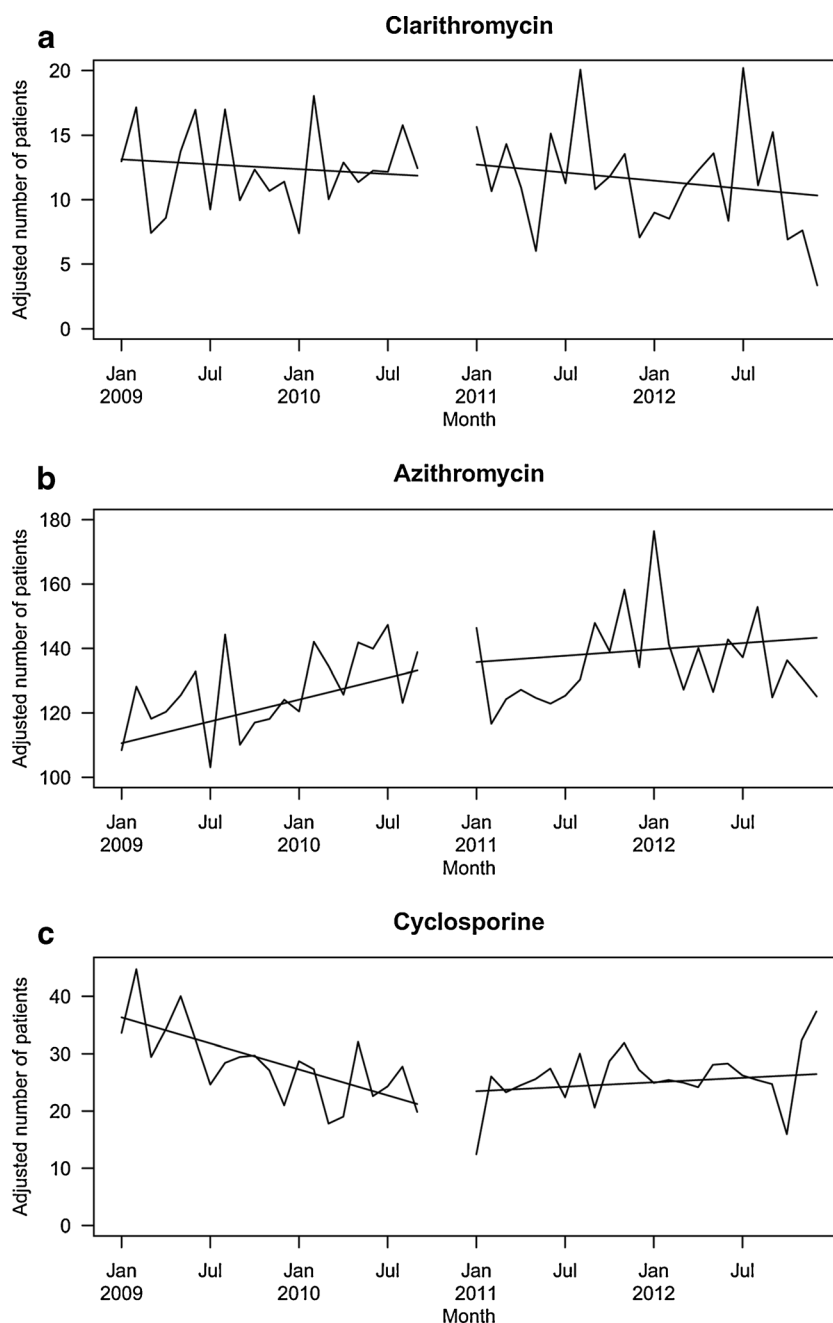 a
Clarithromycin
Adjusted number of patients
20
15
10
5
0
Jan Jul Jan Jul Jan Jul Jan Jul
2009 2010 2011 2012
Month
b
Azithromycin
Adjusted number of patients
180
160
140
120
100
Jan Jul Jan Jul Jan Jul Jan Jul
2009 2010 2011 2012
Month
c
Cyclosporine
Adjusted number of patients
40
30
20
10
0
Jan Jul Jan Jul Jan Jul Jan Jul
2009 2010 2011 2012
Month